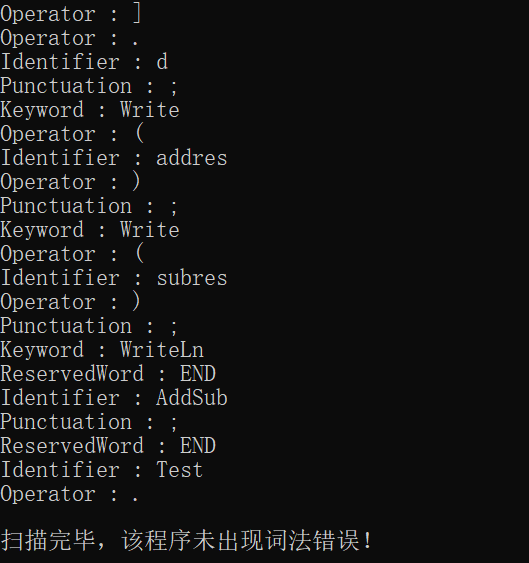 Operator : ]
Operator : .
Identifier : d
Punctuation : ;
Keyword : Write
Operator : (
Identifier : addres
Operator : )
Punctuation : ;
Keyword : Write
Operator : (
Identifier : subres
Operator : )
Punctuation : ;
Keyword : WriteLn
ReservedWord : END
Identifier : AddSub
Punctuation : ;
ReservedWord : END
Identifier : Test
Operator : .
扫描完毕，该程序未出现词法错误！